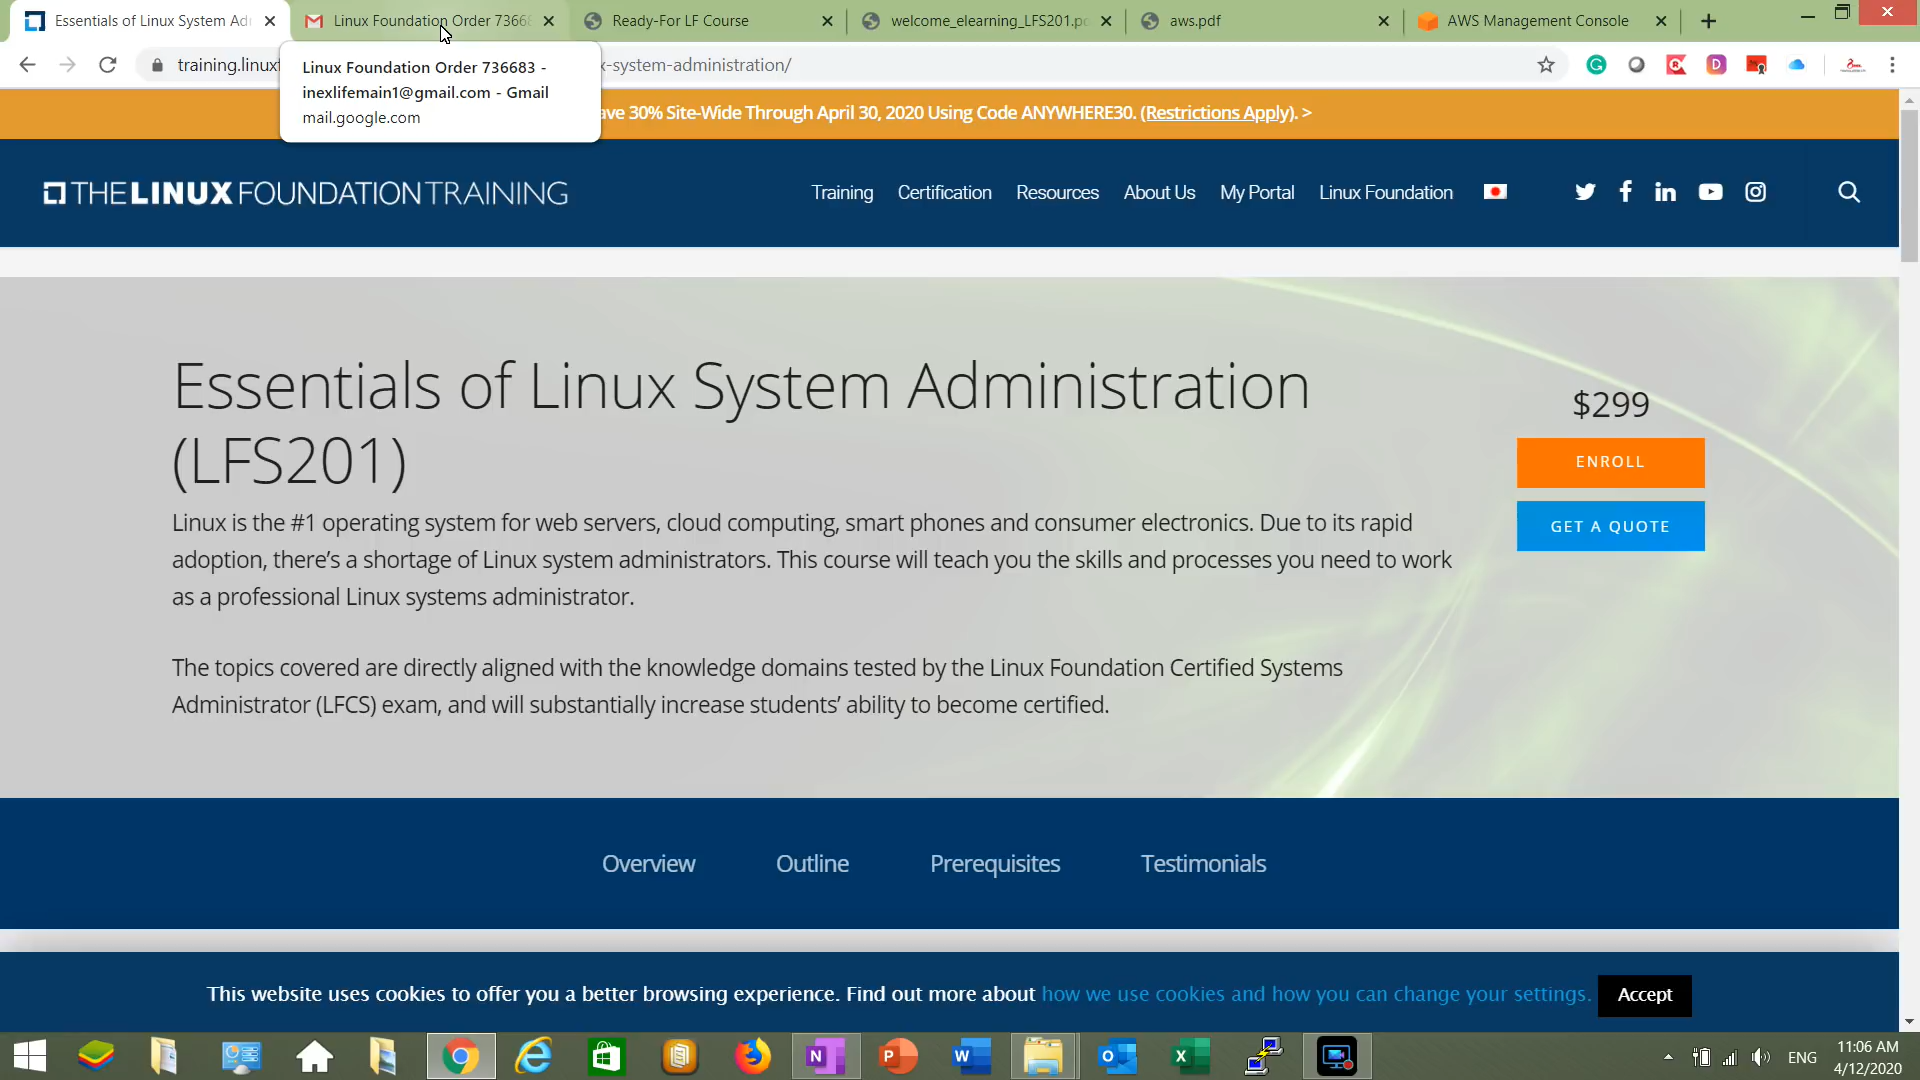 Essentials of Linux System Ad
Linux Foundation Order 7366
Ready-For LF Course
welcome_elearning_LFS201.p
aws.pdf
AWS Management Console
training.linux
x-system-administration/
Linux Foundation Order 736683 -
inexlifemain1@gmail.com - Gmail
mail.google.com
ave 30% Site-Wide Through April 30, 2020 Using Code ANYWHERE30. (Restrictions Apply). >
THE LINUX FOUNDATION TRAINING
Training
Certification
Resources
About Us
My Portal
Linux Foundation
Essentials of Linux System Administration
(LFS201)
$299
ENROLL
GET A QUOTE
Linux is the #1 operating system for web servers, cloud computing, smart phones and consumer electronics. Due to its rapid
adoption, there’s a shortage of Linux system administrators. This course will teach you the skills and processes you need to work
as a professional Linux systems administrator.
The topics covered are directly aligned with the knowledge domains tested by the Linux Foundation Certified Systems
Administrator (LFCS) exam, and will substantially increase students’ ability to become certified.
Overview
Outline
Prerequisites
Testimonials
This website uses cookies to offer you a better browsing experience. Find out more about how we use cookies and how you can change your settings.
Accept
ENG
11:06 AM
4/12/2020